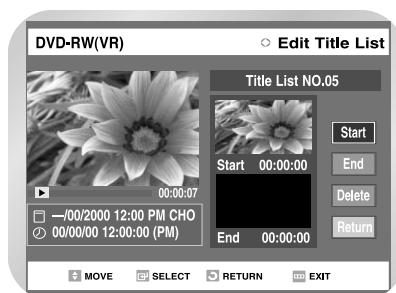 DVD-RW(VR)
Edit Title List
Title List NO.05
Start 00:00:00
End 00:00:00
Start
End
Delete
Return
00:00:07
—/00/2000 12:00 PM CHO
00/00/00 12:00:00 (PM)
MOVE SELECT RETURN EXIT